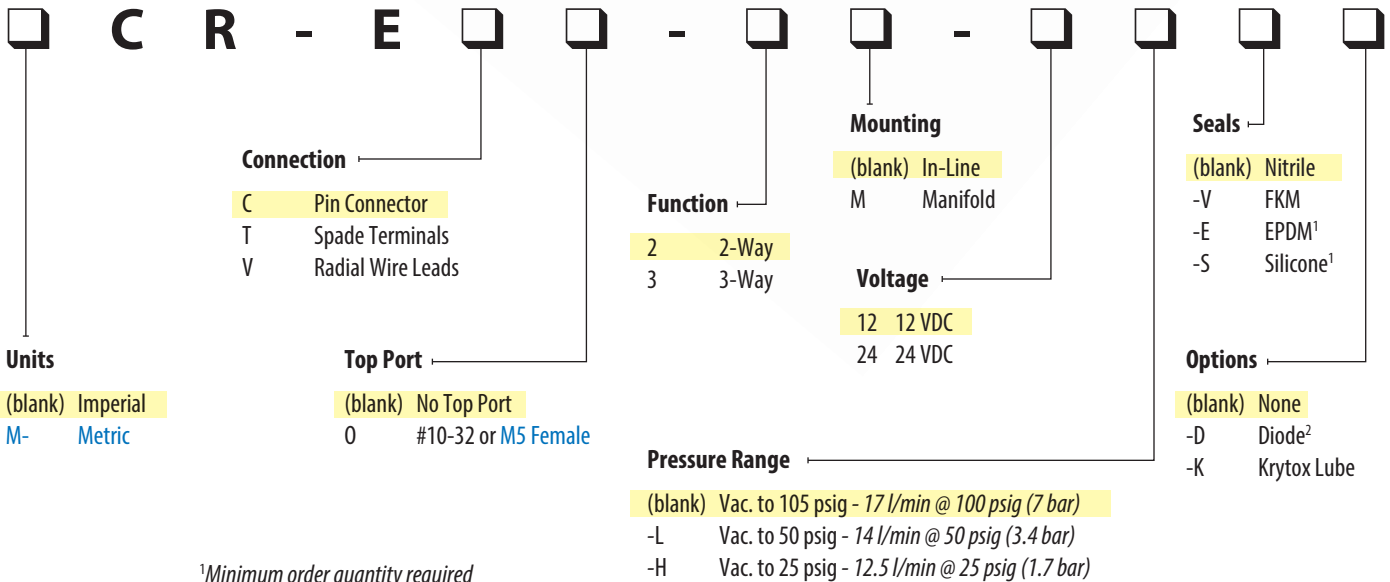 CR-E - -
Mounting
(blank) In-Line
M Manifold
Seals
(blank) Nitrile
-V FKM
-E EPDM¹
-S Silicone¹
Connection
C Pin Connector
T Spade Terminals
V Radial Wire Leads
Function
2 2-Way
3 3-Way
Voltage
12 12 VDC
24 24 VDC
Units
(blank) Imperial
M- Metric
Top Port
(blank) No Top Port
O #10-32 or M5 Female
Options
(blank) None
-D Diode²
-K Krytox Lube
Pressure Range
(blank) Vac. to 105 psig - 17 l/min @ 100 psig (7 bar)
-L Vac. to 50 psig - 14 l/min @ 50 psig (3.4 bar)
-H Vac. to 25 psig - 12.5 l/min @ 25 psig (1.7 bar)
¹Minimum order quantity required